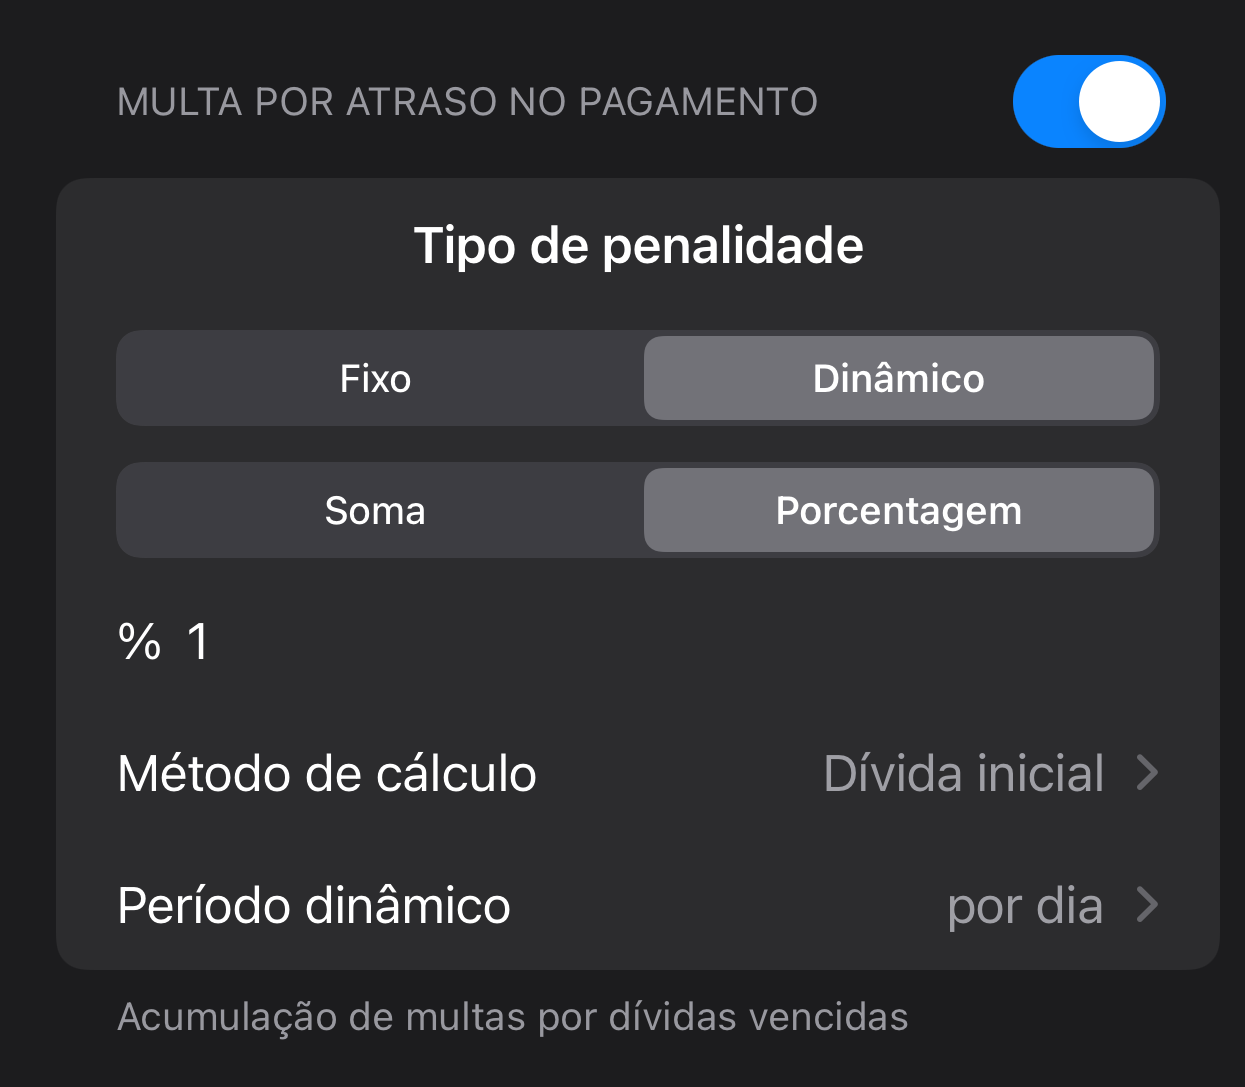 MULTA POR ATRASO NO PAGAMENTO
Tipo de penalidade
Fixo Dinâmico
Soma Porcentagem
% 1
Método de cálculo Dívida inicial
Período dinâmico por dia
Acumulação de multas por dívidas vencidas